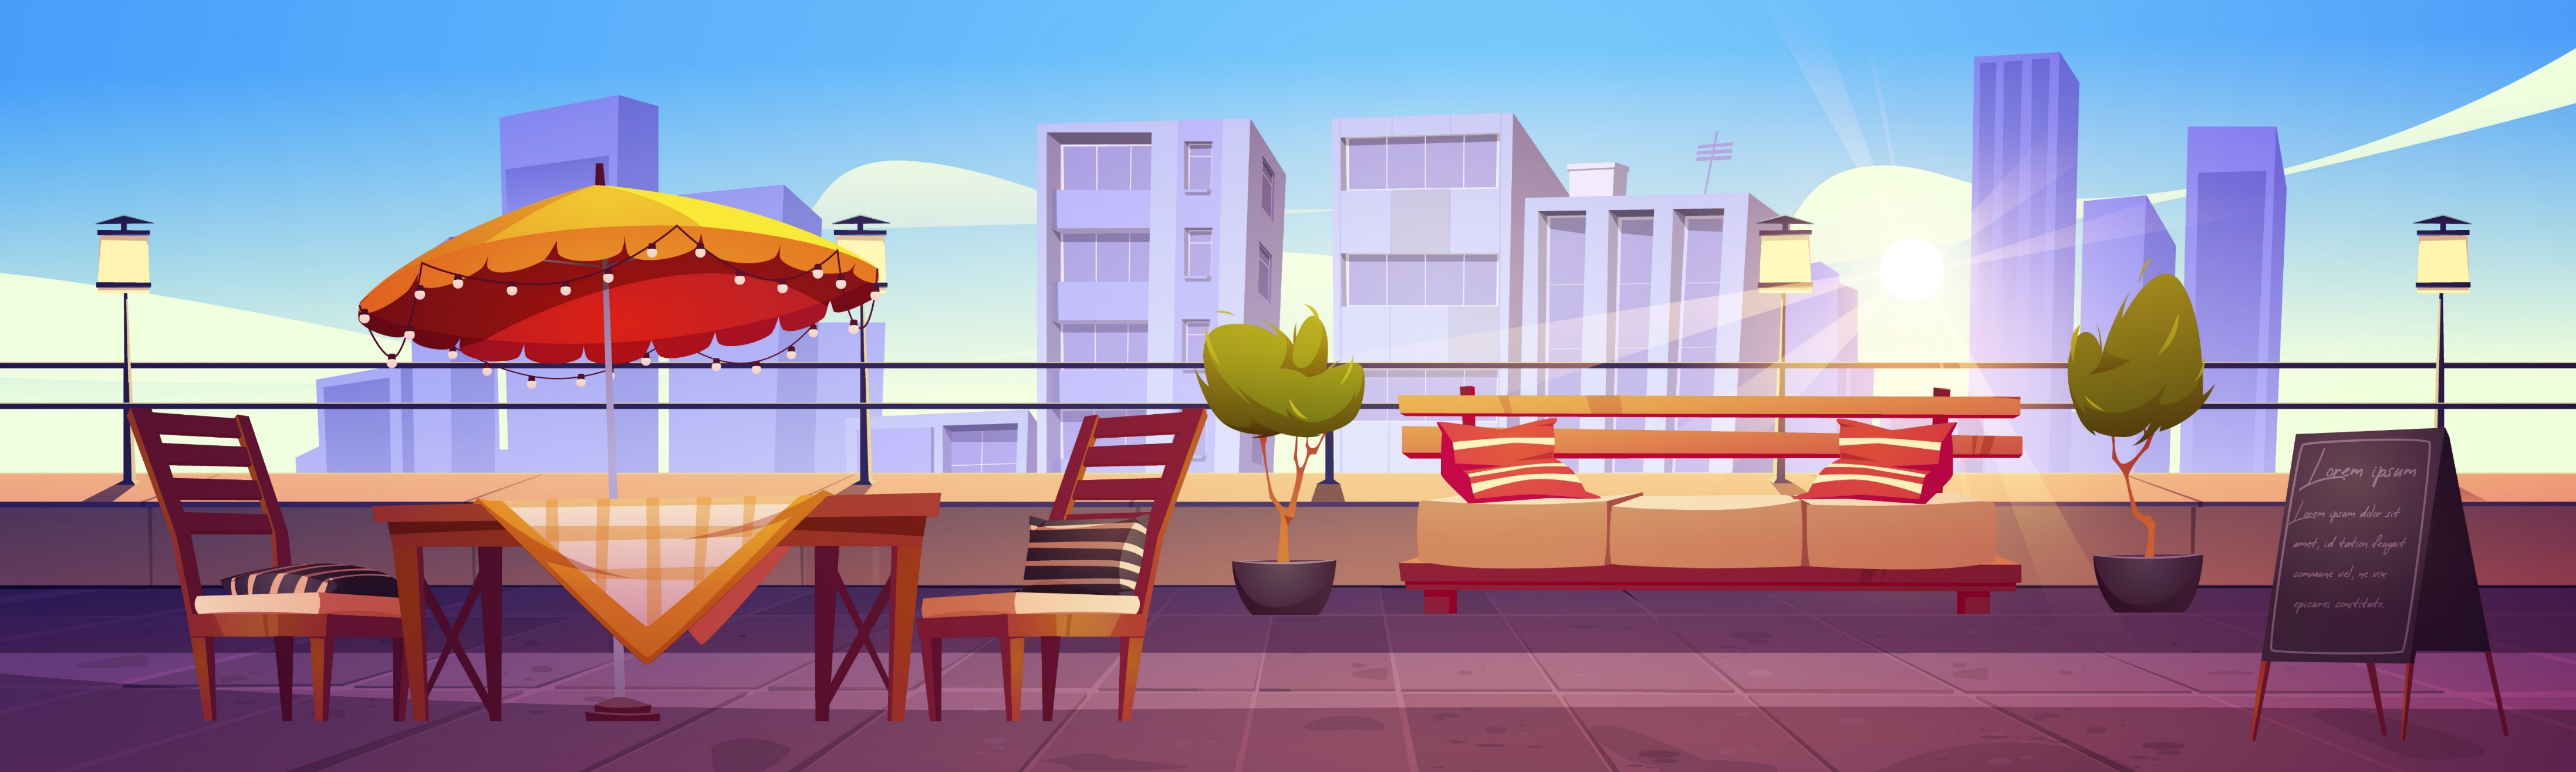 Lorem ipsum
Lorem ipsum dolor sit
amet, id tation feugait
commune vel, ne vix
epicurei constituto.